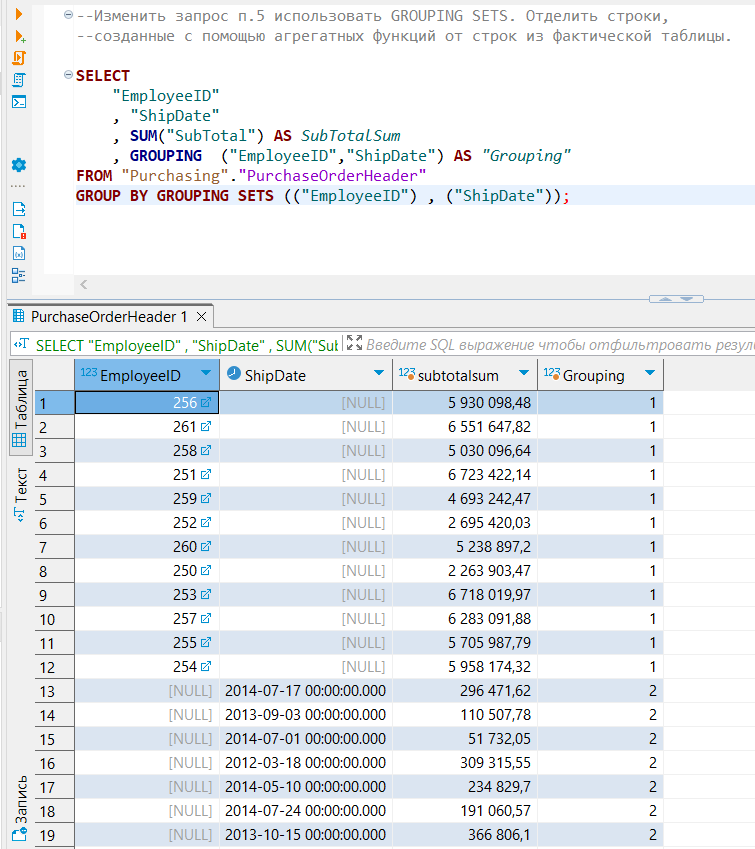 --Изменить запрос п.5 использовать GROUPING SETS. Отделить строки,
--созданные с помощью агрегатных функций от строк из фактической таблицы.
SELECT
"EmployeeID"
, "ShipDate"
, SUM("SubTotal") AS SubTotalSum
, GROUPING ("EmployeeID","ShipDate") AS "Grouping"
FROM "Purchasing"."PurchaseOrderHeader"
GROUP BY GROUPING SETS (("EmployeeID") , ("ShipDate"));
PurchaseOrderHeader 1
SELECT "EmployeeID" , "ShipDate" , SUM("Sub Введите SQL выражение чтобы отфильтровать
Таблица
Текст
Запись
123 EmployeeID ShipDate 123 subtotalsum 123 Grouping
1 256 [NULL] 5 930 098,48 1
2 261 [NULL] 6 551 647,82 1
3 258 [NULL] 5 030 096,64 1
4 251 [NULL] 6 723 422,14 1
5 259 [NULL] 4 693 242,47 1
6 252 [NULL] 2 695 420,03 1
7 260 [NULL] 5 238 897,2 1
8 250 [NULL] 2 263 903,47 1
9 253 [NULL] 6 718 019,97 1
10 257 [NULL] 6 283 091,88 1
11 255 [NULL] 5 705 987,79 1
12 254 [NULL] 5 958 174,32 1
13 [NULL] 2014-07-17 00:00:00.000 296 471,62 2
14 [NULL] 2013-09-03 00:00:00.000 110 507,78 2
15 [NULL] 2014-07-01 00:00:00.000 51 732,05 2
16 [NULL] 2012-03-18 00:00:00.000 309 315,55 2
17 [NULL] 2014-05-10 00:00:00.000 234 829,7 2
18 [NULL] 2014-07-24 00:00:00.000 191 060,57 2
19 [NULL] 2013-10-15 00:00:00.000 366 806,1 2